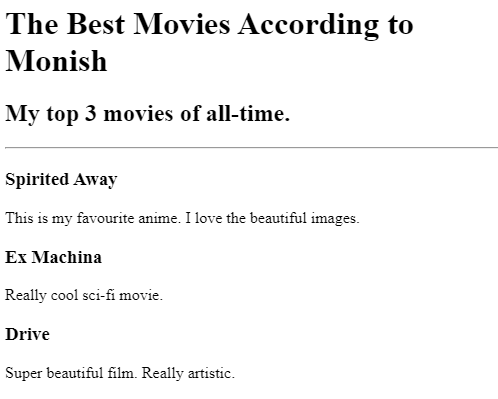 The Best Movies According to
Monish
My top 3 movies of all-time.
Spirited Away
This is my favourite anime. I love the beautiful images.
Ex Machina
Really cool sci-fi movie.
Drive
Super beautiful film. Really artistic.